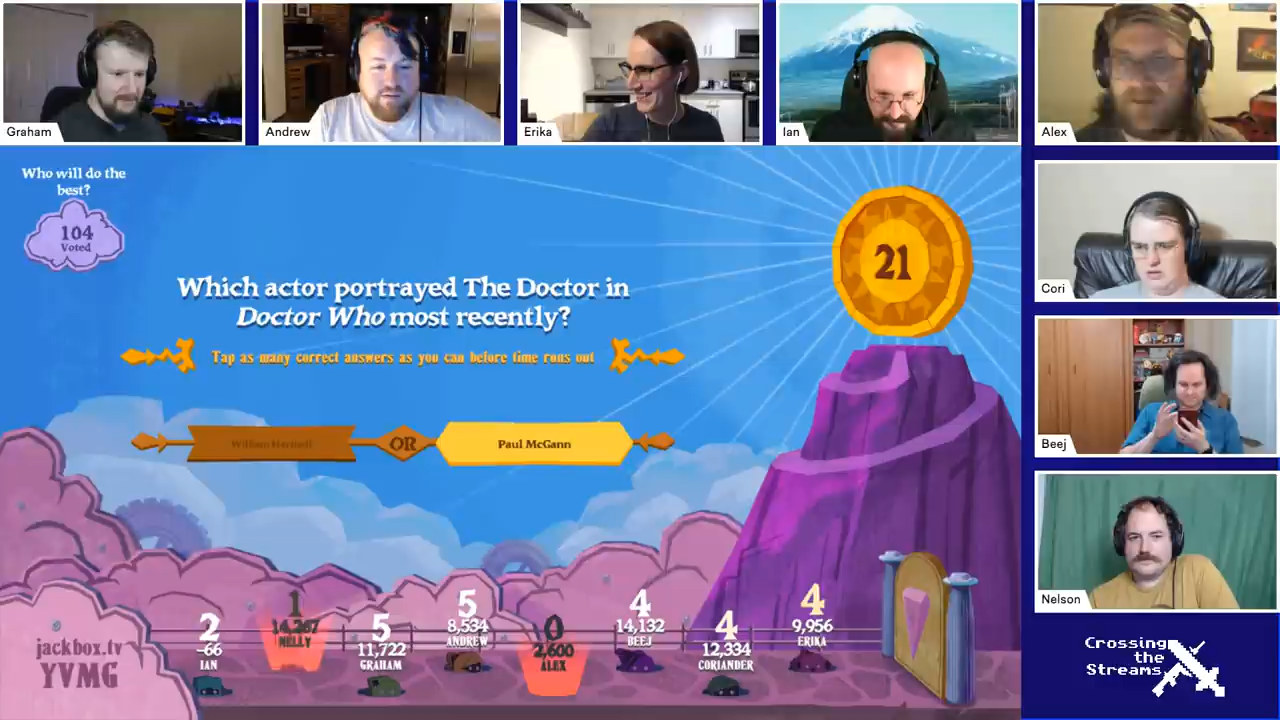 Graham
Andrew
Erika
Ian
Alex
Who will do the
best?
104
Voted
21
Which actor portrayed The Doctor in
Doctor Who most recently?
Tap as many correct answers as you can before time runs out
William Hartnell
OR
Paul McGann
Cori
Beej
Nelson
2
-66
IAN
1
NELLY
5
11,722
GRAHAM
5
8,534
ANDREW
0
2,600
ALEX
4
14,132
BEEJ
4
12,334
CORIANDER
4
9,956
ERIKA
jackbox.tv
YVMG
Crossing
the
Streams